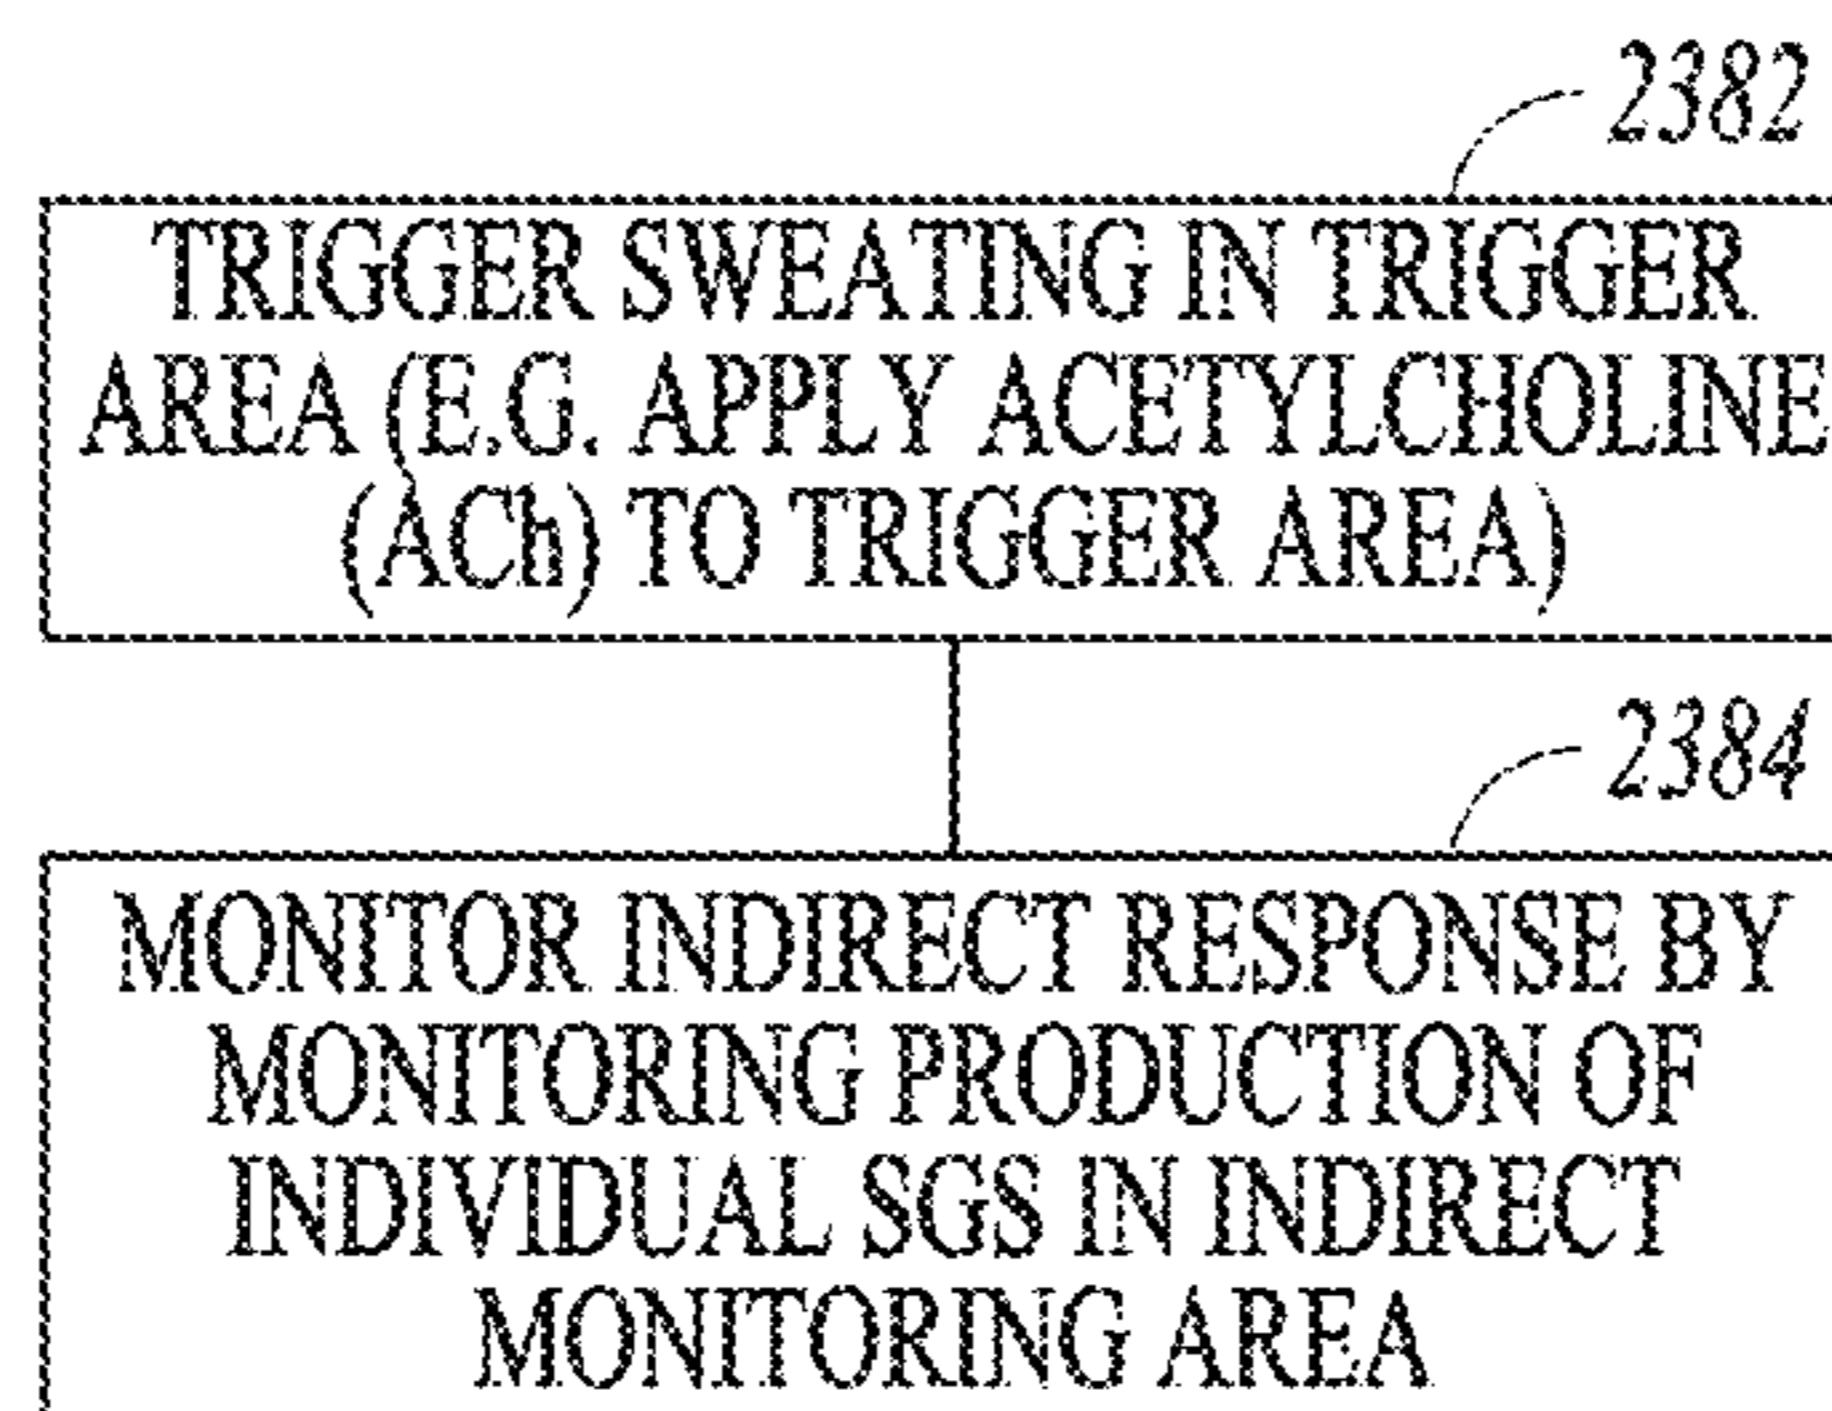 2382
TRIGGER SWEATING IN TRIGGER
AREA (E.G. APPLY ACETYLCHOLINE
(ACh) TO TRIGGER AREA)
2384
MONITOR INDIRECT RESPONSE BY
MONITORING PRODUCTION OF
INDIVIDUAL SGS IN INDIRECT
MONITORING AREA